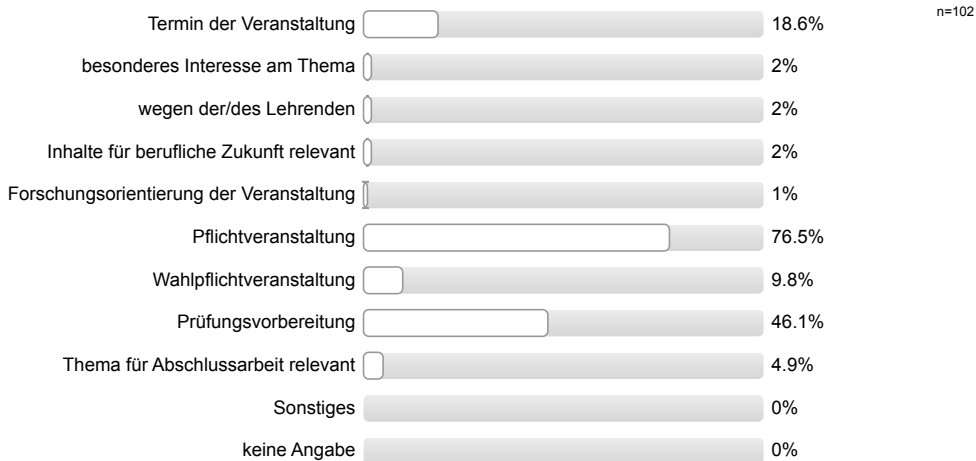 Termin der Veranstaltung 18.6% n=102
besonderes Interesse am Thema 2%
wegen der/des Lehrenden 2%
Inhalte für berufliche Zukunft relevant 2%
Forschungsorientierung der Veranstaltung 1%
Pflichtveranstaltung 76.5%
Wahlpflichtveranstaltung 9.8%
Prüfungsvorbereitung 46.1%
Thema für Abschlussarbeit relevant 4.9%
Sonstiges 0%
keine Angabe 0%